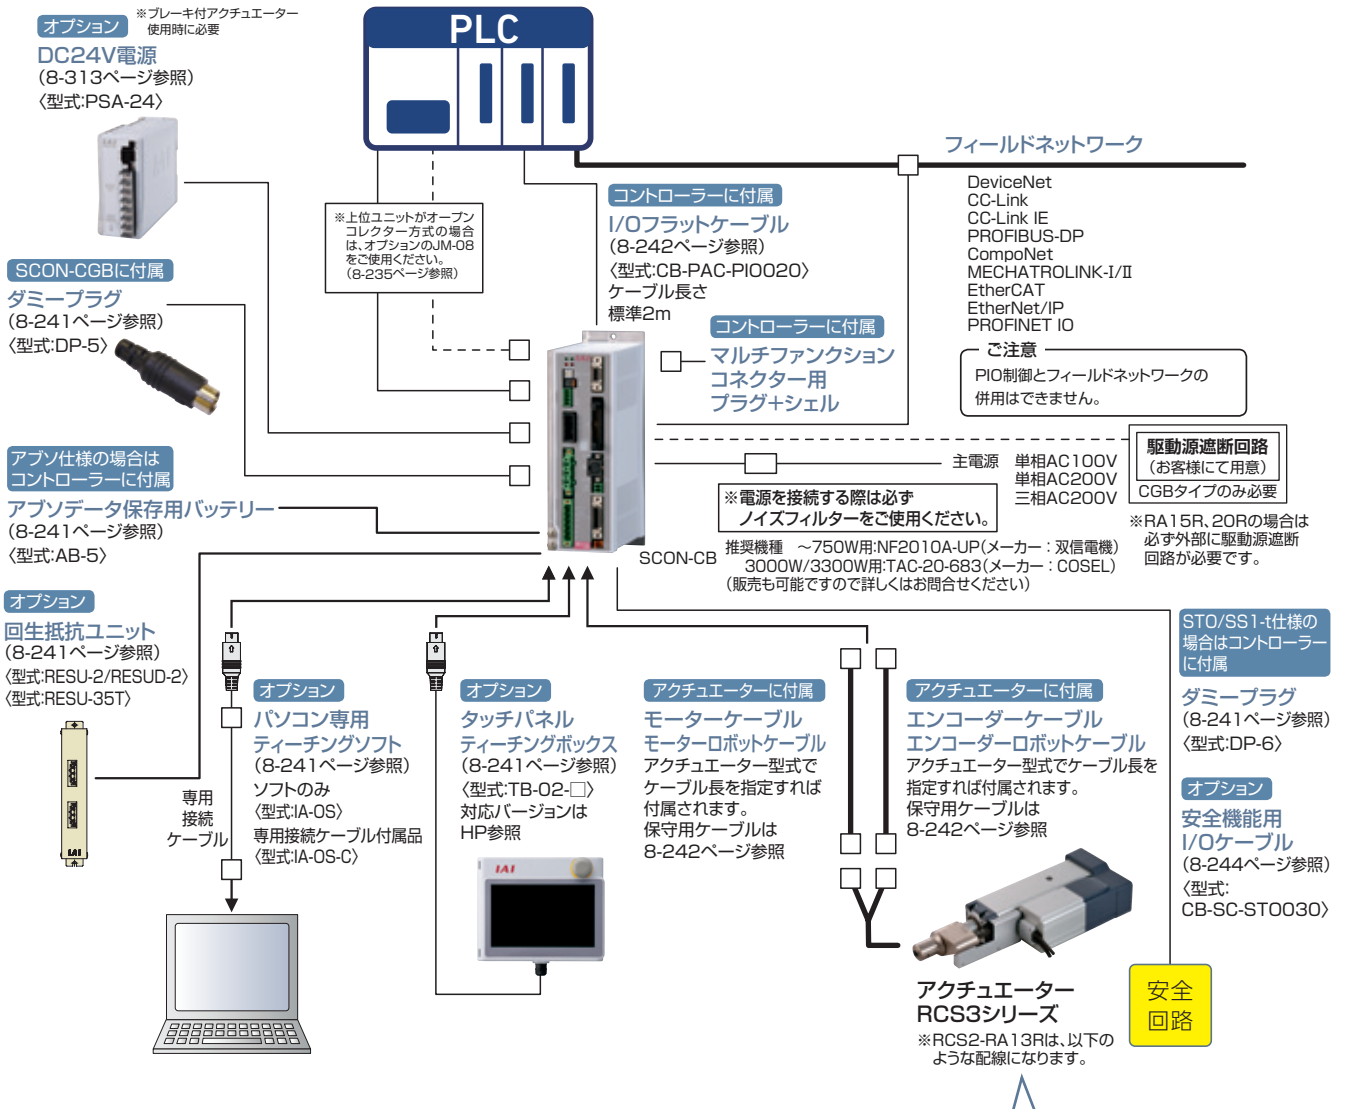 オプション
※ブレーキ付アクチュエーター
使用時に必要
DC24V電源
(8-313ページ参照)
〈型式:PSA-24〉
PLC
フィールドネットワーク
DeviceNet
CC-Link
CC-Link IE
PROFIBUS-DP
CompoNet
MECHATROLINK-I/II
EtherCAT
EtherNet/IP
PROFINET IO
ご注意
PIO制御とフィールドネットワークの
併用はできません。
※上位ユニットがオープン
コレクター方式の場合
は、オプションのJM-08
をご使用ください。
(8-235ページ参照)
コントローラーに付属
I/Oフラットケーブル
(8-242ページ参照)
〈型式:CB-PAC-PIO020〉
ケーブル長さ
標準2m
コントローラーに付属
マルチファンクション
コネクター用
プラグ+シェル
SCON-CGBに付属
ダミープラグ
(8-241ページ参照)
〈型式:DP-5〉
アブソ仕様の場合は
コントローラーに付属
アブソデータ保存用バッテリー
(8-241ページ参照)
〈型式:AB-5〉
駆動源遮断回路
(お客様にて用意)
CGBタイプのみ必要
※RA15R、20Rの場合は
必ず外部に駆動源遮断
回路が必要です。
主電源 単相AC100V
単相AC200V
三相AC200V
※電源を接続する際は必ず
ノイズフィルターをご使用ください。
SCON-CB
推奨機種 ～750W用:NF2010A-UP(メーカー：双信電機)
3000W/3300W用:TAC-20-683(メーカー：COSEL)
(販売も可能ですので詳しくはお問合せください)
オプション
回生抵抗ユニット
(8-241ページ参照)
〈型式:RESU-2/RESUD-2〉
〈型式:RESU-35T〉
IAI
専用
接続
ケーブル
オプション
パソコン専用
ティーチングソフト
(8-241ページ参照)
ソフトのみ
〈型式:IA-OS〉
専用接続ケーブル付属品
〈型式:IA-OS-C〉
オプション
タッチパネル
ティーチングボックス
(8-241ページ参照)
〈型式:TB-02-□〉
対応バージョンは
HP参照
IAI
アクチュエーターに付属
モーターケーブル
モーターロボットケーブル
アクチュエーター型式で
ケーブル長を指定すれば
付属されます。
保守用ケーブルは
8-242ページ参照
アクチュエーターに付属
エンコーダーケーブル
エンコーダーロボットケーブル
アクチュエーター型式でケーブル長を
指定すれば付属されます。
保守用ケーブルは
8-242ページ参照
STO/SS1-t仕様の
場合はコントローラー
に付属
ダミープラグ
(8-241ページ参照)
〈型式:DP-6〉
オプション
安全機能用
I/Oケーブル
(8-244ページ参照)
〈型式:
CB-SC-STO030〉
アクチュエーター
RCS3シリーズ
※RCS2-RA13Rは、以下の
ような配線になります。
安全
回路